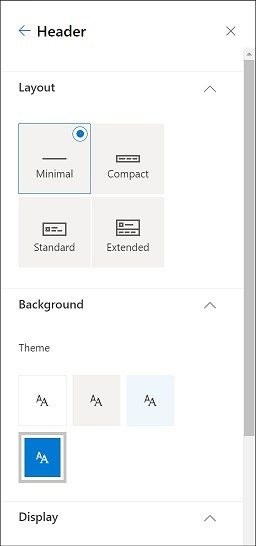 Header
Layout
Minimal
Compact
Standard
Extended
Background
Theme
AA
AA
AA
AA
Display